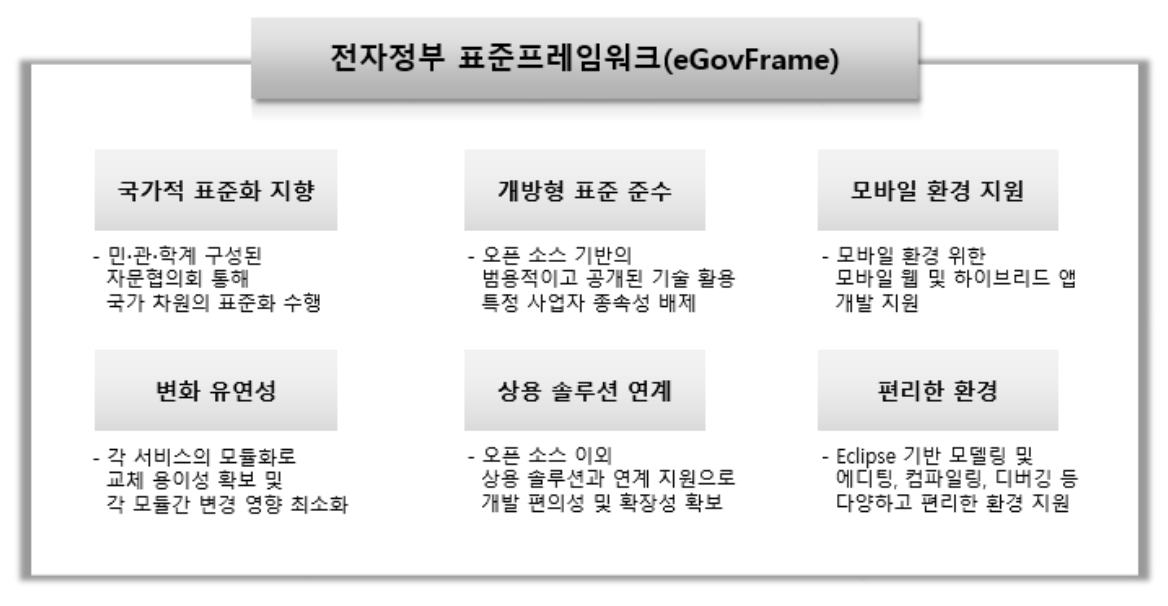 전자정부 표준프레임워크(eGovFrame)
국가적 표준화 지향
- 민·관·학계 구성된
자문협의회 통해
국가 차원의 표준화 수행
개방형 표준 준수
- 오픈 소스 기반의
범용적이고 공개된 기술 활용
특정 사업자 종속성 배제
모바일 환경 지원
- 모바일 환경 위한
모바일 웹 및 하이브리드 앱
개발 지원
변화 유연성
- 각 서비스의 모듈화로
교체 용이성 확보 및
각 모듈간 변경 영향 최소화
상용 솔루션 연계
- 오픈 소스 이외
상용 솔루션과 연계 지원으로
개발 편의성 및 확장성 확보
편리한 환경
- Eclipse 기반 모델링 및
에디팅, 컴파일링, 디버깅 등
다양하고 편리한 환경 지원